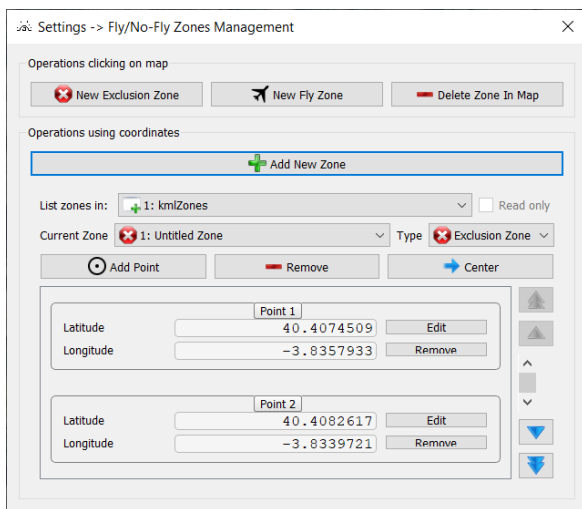 Settings -> Fly/No-Fly Zones Management
Operations clicking on map
New Exclusion Zone New Fly Zone Delete Zone In Map
Operations using coordinates
Add New Zone
List zones in: 1: kmlZones Read only
Current Zone 1: Untitled Zone Type Exclusion Zone
Add Point Remove Center
Point 1
Latitude 40.4074509 Edit
Longitude -3.8357933 Remove
Point 2
Latitude 40.4082617 Edit
Longitude -3.8339721 Remove